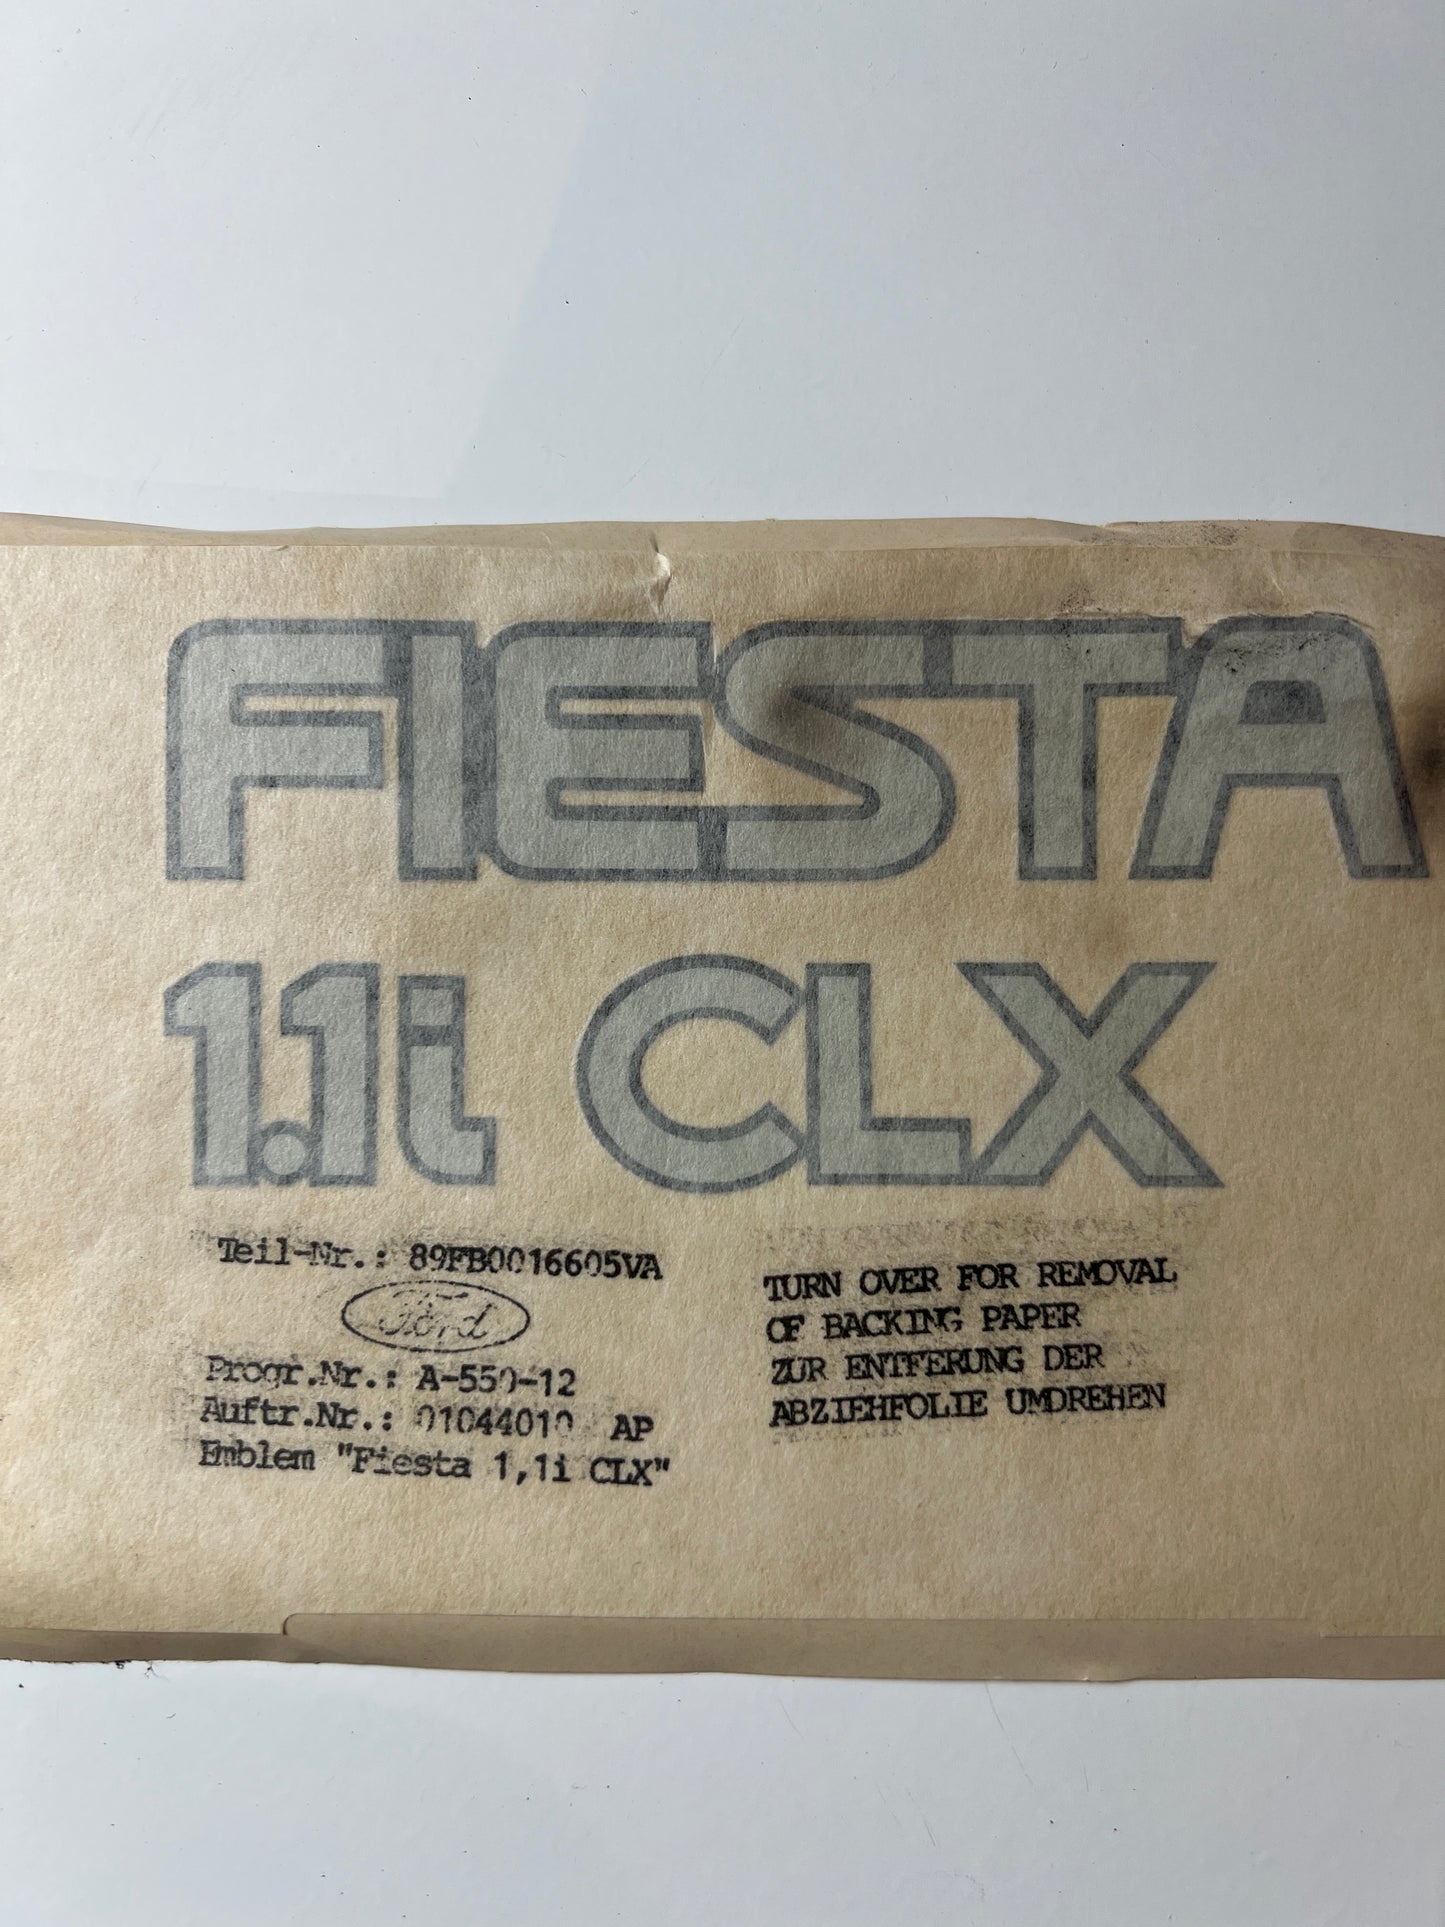 FIESTA
1.1i CLX
Teil-Nr.: 89FB0016605VA
Ford
Progr.Nr.: A-550-12
Auftr.Nr.: 01044010 AP
Emblem "Fiesta 1,1i CLX"
TURN OVER FOR REMOVAL
OF BACKING PAPER
ZUR ENTFERUNG DER
ABZIEHFOLIE UMDREHEN